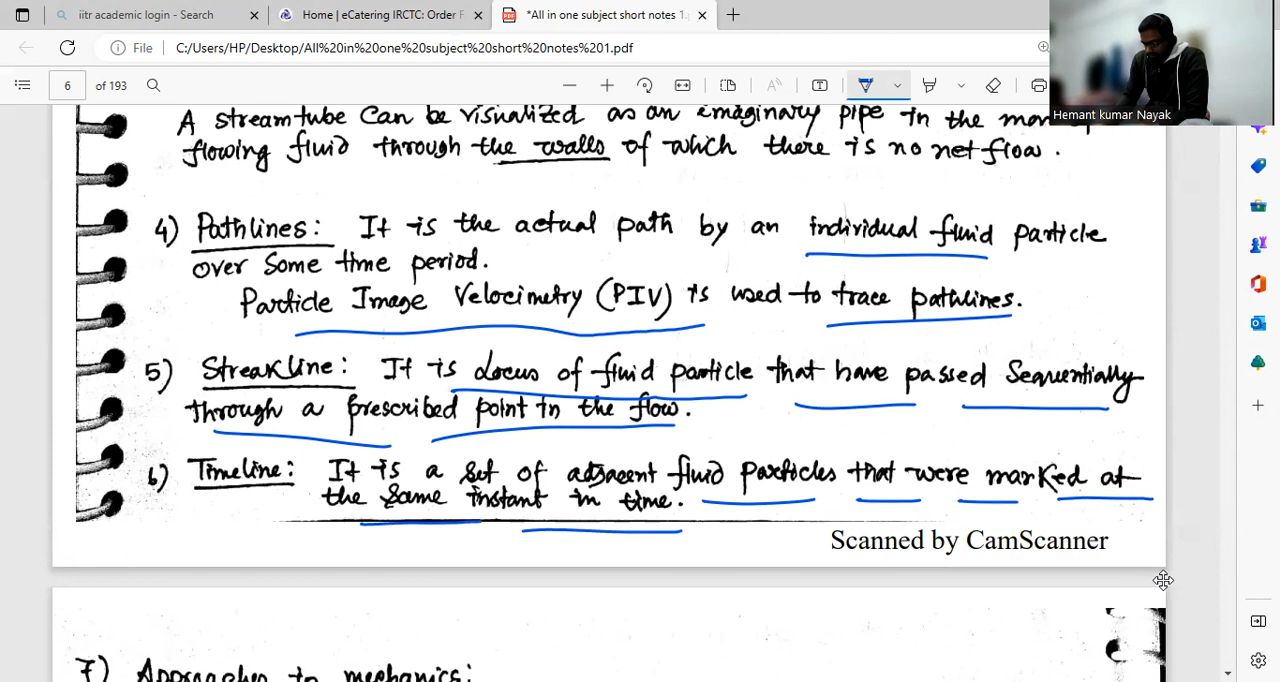 iitr academic login - Search
Home | eCatering IRCTC: Order F
*All in one subject short notes 1.p
File C:/Users/HP/Desktop/All%20in%20one%20subject%20short%20notes%201.pdf
6 of 193
Hemant kumar Nayak
A streamtube can be visualized as an imaginary pipe in the
flowing fluid through the walls of which there is no net flow.
4) Pathlines: It is the actual path by an individual fluid particle
over some time period.
Particle Image Velocimetry (PIV) is used to trace pathlines.
5) Streakline: It is Locus of fluid particle that have passed Sequentially
through a prescribed point in the flow.
6) Timeline: It is a set of adjacent fluid particles that were marked at
the same instant in time.
Scanned by CamScanner
7) Approaches to mechanics: